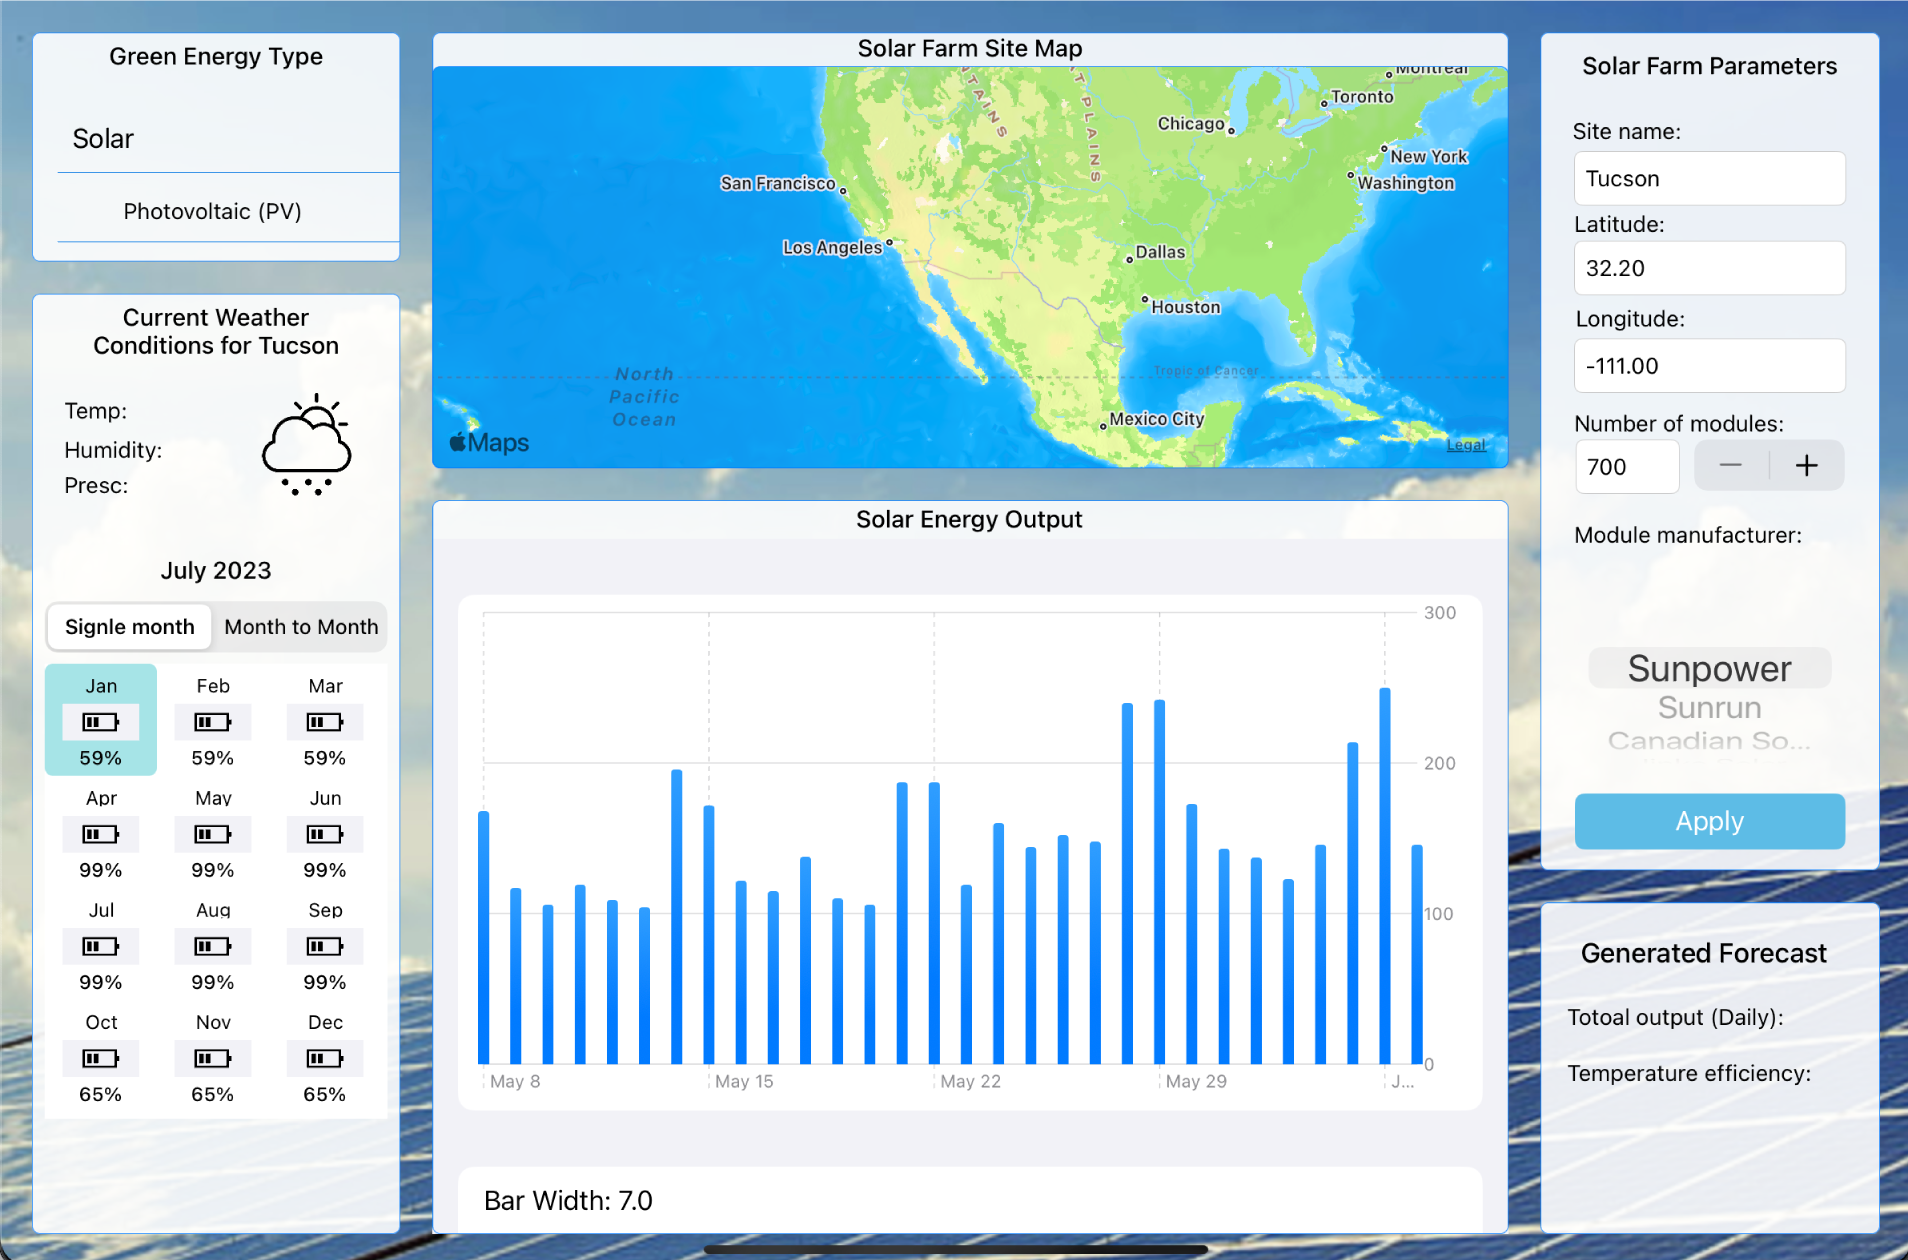 Green Energy Type
Solar
Photovoltaic (PV)
Current Weather
Conditions for Tucson
Temp:
Humidity:
Presc:
July 2023
Signle month Month to Month
Jan Feb Mar
59% 59% 59%
Apr May Jun
99% 99% 99%
Jul Aug Sep
99% 99% 99%
Oct Nov Dec
65% 65% 65%
Solar Farm Site Map
TAINS
T PLAINS
Montreal
Toronto
Chicago
New York
Washington
San Francisco
Los Angeles
Dallas
Houston
North
Pacific
Ocean
Tropic of Cancer
Mexico City
Maps
Legal
Solar Energy Output
300
200
100
0
May 8 May 15 May 22 May 29 J...
Bar Width: 7.0
Solar Farm Parameters
Site name:
Tucson
Latitude:
32.20
Longitude:
-111.00
Number of modules:
700
Module manufacturer:
Sunpower
Sunrun
Canadian So...
Apply
Generated Forecast
Totoal output (Daily):
Temperature efficiency: